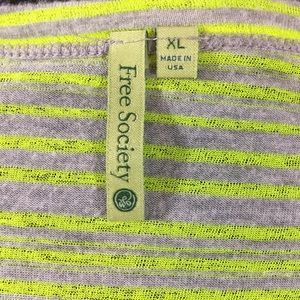 Free Society
XL
MADE IN
USA